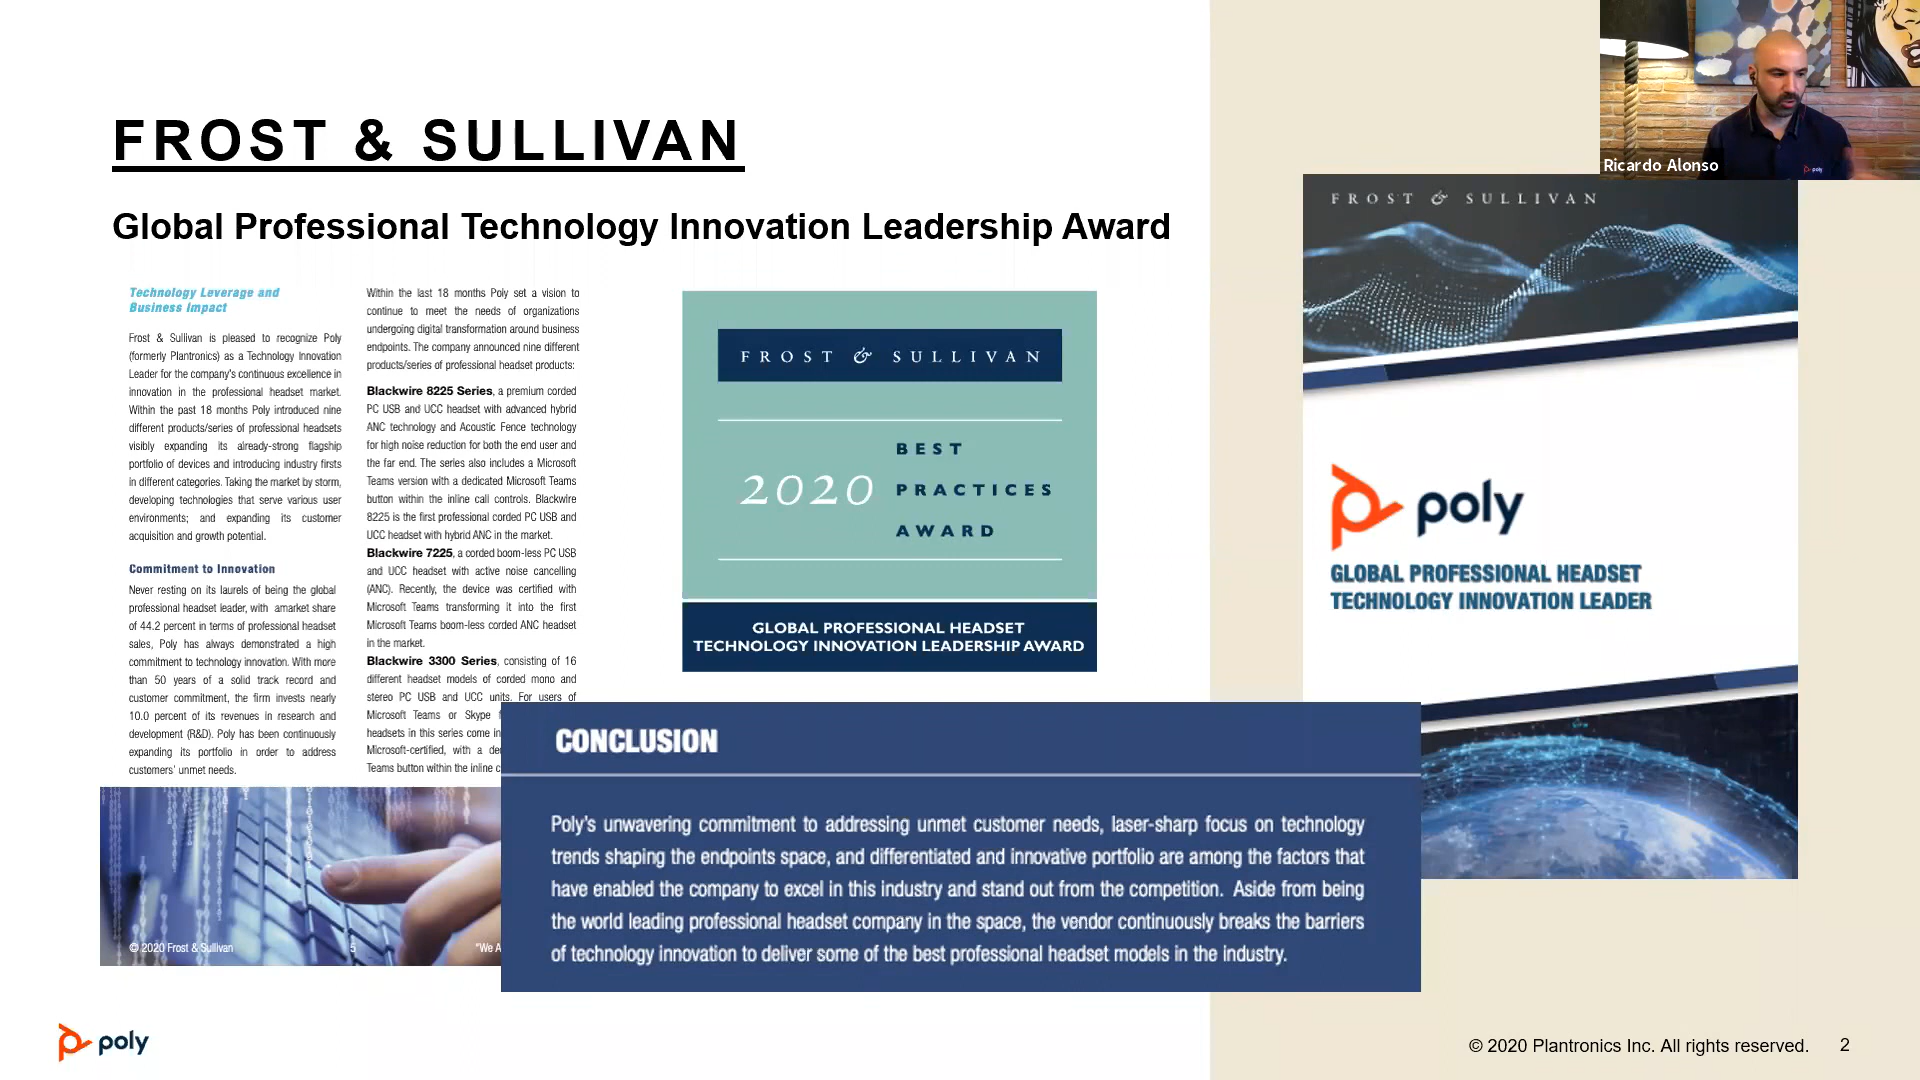 FROST & SULLIVAN
Global Professional Technology Innovation Leadership Award
Technology Leverage and
Business Impact
Frost & Sullivan is pleased to recognize Poly
(formerly Plantronics) as a Technology Innovation
Leader for the company's continuous excellence in
innovation in the professional headset market.
Within the past 18 months Poly introduced nine
different products/series of professional headsets
visibly expanding its already-strong flagship
portfolio of devices and introducing industry firsts
in different categories. Taking the market by storm,
developing technologies that serve various user
environments; and expanding its customer
acquisition and growth potential.
Commitment to Innovation
Never resting on its laurels of being the global
professional headset leader, with amarket share
of 44.2 percent in terms of professional headset
sales, Poly has always demonstrated a high
commitment to technology innovation. With more
than 50 years of a solid track record and
customer commitment, the firm invests nearly
10.0 percent of its revenues in research and
development (R&D). Poly has been continuously
expanding its portfolio in order to address
customers' unmet needs.
Within the last 18 months Poly set a vision to
continue to meet the needs of organizations
undergoing digital transformation around business
endpoints. The company announced nine different
products/series of professional headset products:
Blackwire 8225 Series, a premium corded
PC USB and UCC headset with advanced hybrid
ANC technology and Acoustic Fence technology
for high noise reduction for both the end user and
the far end. The series also includes a Microsoft
Teams version with a dedicated Microsoft Teams
button within the inline call controls. Blackwire
8225 is the first professional corded PC USB and
UCC headset with hybrid ANC in the market.
Blackwire 7225, a corded boom-less PC USB
and UCC headset with active noise cancelling
(ANC). Recently, the device was certified with
Microsoft Teams transforming it into the first
Microsoft Teams boom-less corded ANC headset
in the market.
Blackwire 3300 Series, consisting of 16
different headset models of corded mono and
stereo PC USB and UCC units. For users of
Microsoft Teams or Skype
headsets in this series come in
Microsoft-certified, with a
Teams button within the inline
© 2020 Frost & Sullivan
5
"We A
FROST & SULLIVAN
2020
BEST
PRACTICES
AWARD
GLOBAL PROFESSIONAL HEADSET
TECHNOLOGY INNOVATION LEADERSHIP AWARD
Ricardo Alonso
poly
FROST & SULLIVAN
poly
GLOBAL PROFESSIONAL HEADSET
TECHNOLOGY INNOVATION LEADER
CONCLUSION
Poly's unwavering commitment to addressing unmet customer needs, laser-sharp focus on technology
trends shaping the endpoints space, and differentiated and innovative portfolio are among the factors that
have enabled the company to excel in this industry and stand out from the competition. Aside from being
the world leading professional headset company in the space, the vendor continuously breaks the barriers
of technology innovation to deliver some of the best professional headset models in the industry.
poly
© 2020 Plantronics Inc. All rights reserved.
2